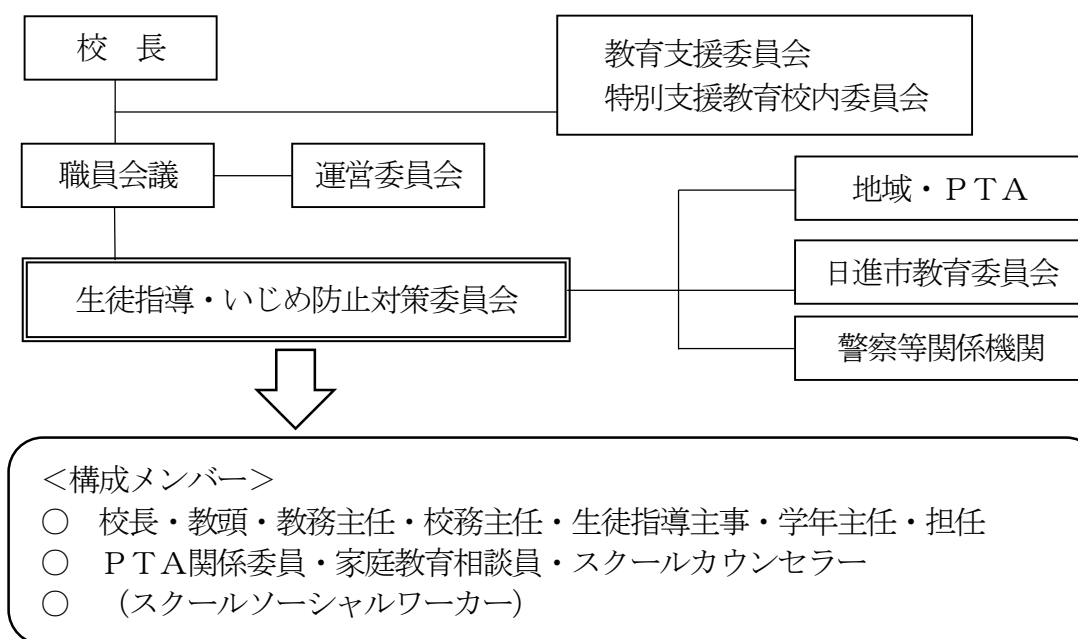 校　長
教育支援委員会
特別支援教育校内委員会
職員会議
運営委員会
地域・ＰＴＡ
生徒指導・いじめ防止対策委員会
日進市教育委員会
警察等関係機関
＜構成メンバー＞
○　校長・教頭・教務主任・校務主任・生徒指導主事・学年主任・担任
○　ＰＴＡ関係委員・家庭教育相談員・スクールカウンセラー
○　（スクールソーシャルワーカー）